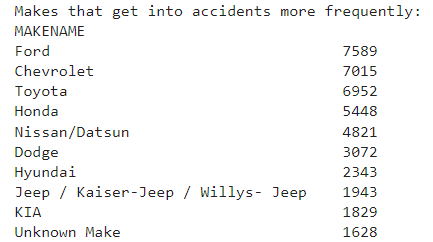 Makes that get into accidents more frequently:
MAKENAME
Ford 7589
Chevrolet 7015
Toyota 6952
Honda 5448
Nissan/Datsun 4821
Dodge 3072
Hyundai 2343
Jeep / Kaiser-Jeep / Willys- Jeep 1943
KIA 1829
Unknown Make 1628